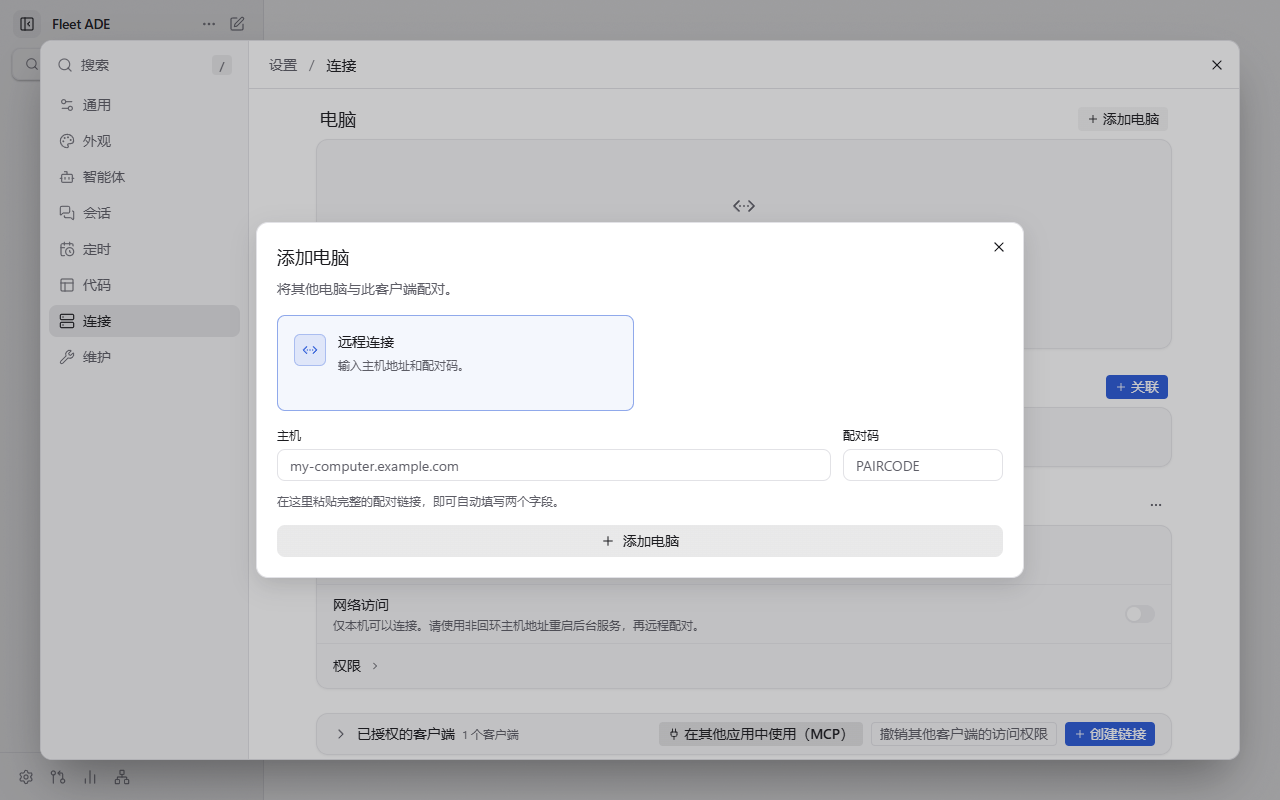 Fleet ADE
搜索
/
通用
外观
智能体
会话
定时
代码
连接
维护
设置 / 连接
电脑
+ 添加电脑
添加电脑
将其他电脑与此客户端配对。
远程连接
输入主机地址和配对码。
主机
配对码
my-computer.example.com
PAIRCODE
在这里粘贴完整的配对链接，即可自动填写两个字段。
+ 添加电脑
+ 关联
网络访问
仅本机可以连接。请使用非回环主机地址重启后台服务，再远程配对。
权限
已授权的客户端 1 个客户端
在其他应用中使用（MCP）
撤销其他客户端的访问权限
+ 创建链接